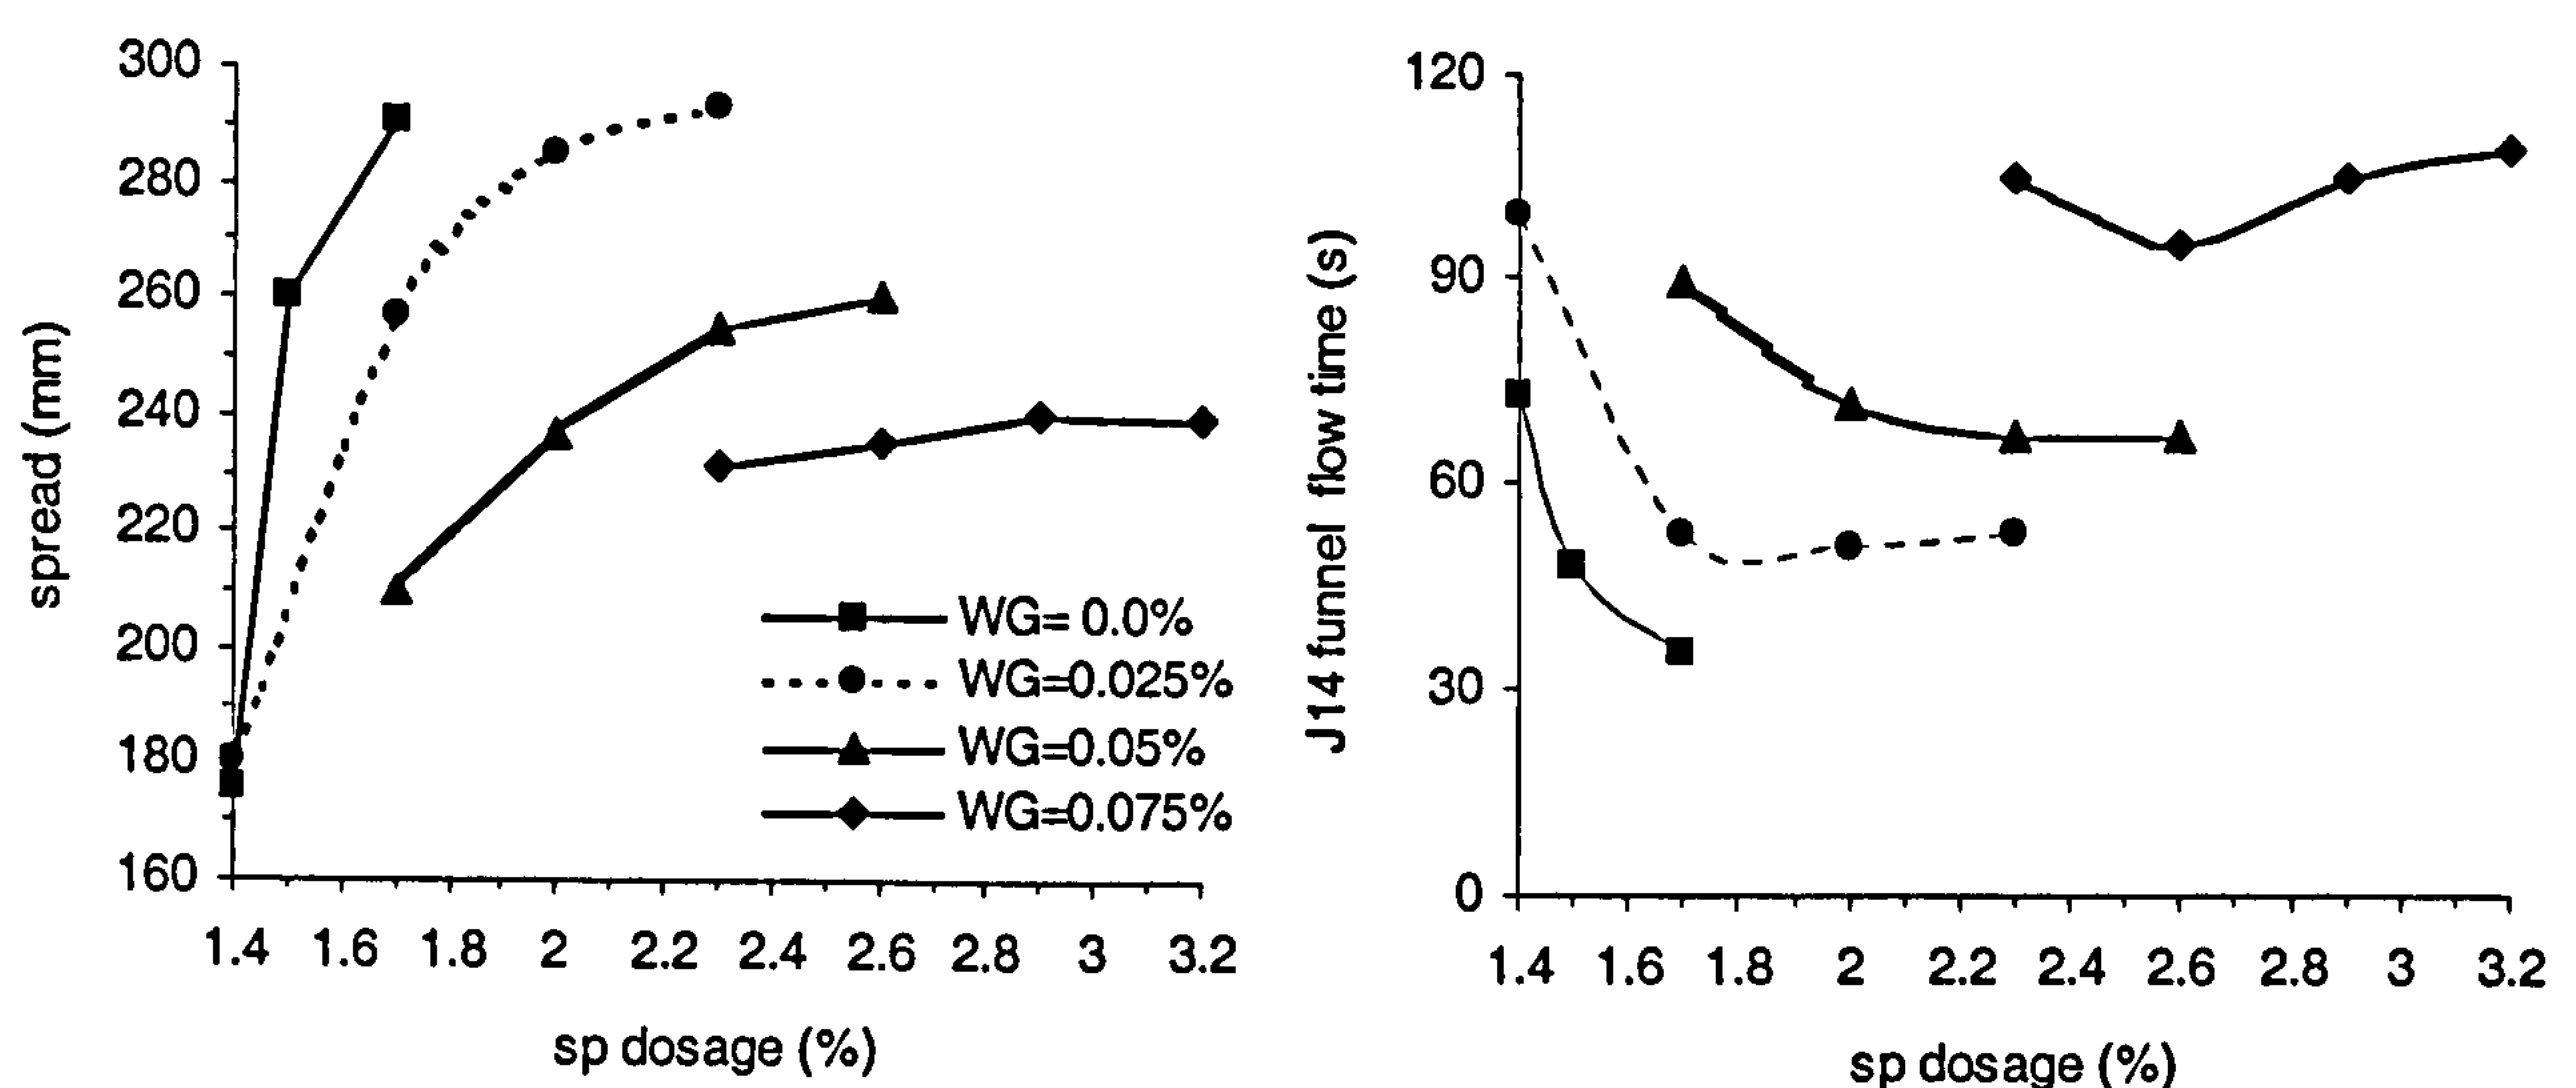 300
280
260
240
220
200
180
160
spread (mm)
1.4 1.6 1.8 2 2.2 2.4 2.6 2.8 3 3.2
sp dosage (%)
WG= 0.0%
WG=0.025%
WG=0.05%
WG=0.075%
120
90
60
30
0
J14 funnel flow time (s)
1.4 1.6 1.8 2 2.2 2.4 2.6 2.8 3 3.2
sp dosage (%)